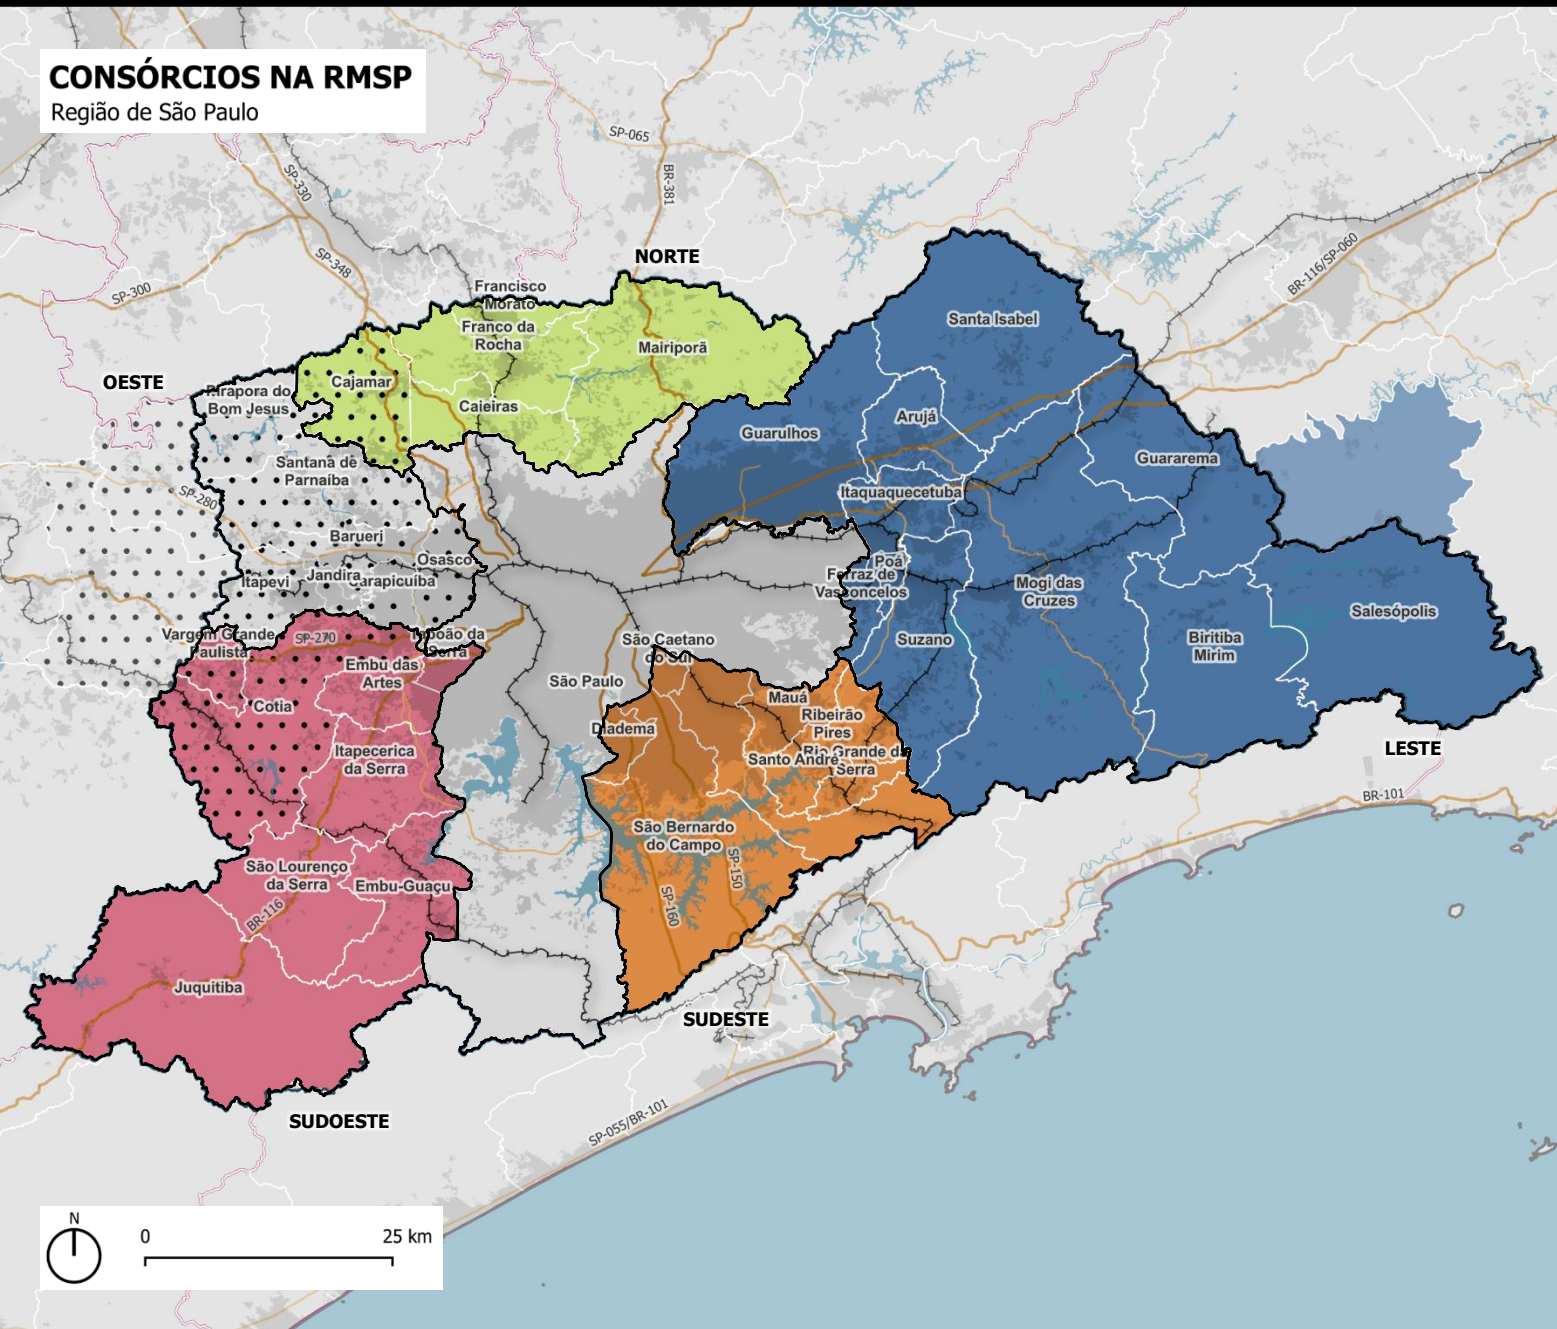 CONSÓRCIOS NA RMSP
Região de São Paulo
SP-065
SP-330
BR-381
SP-348
NORTE
BR-116/SP-060
SP-300
Francisco
Morato
Santa Isabel
Franco da
Rocha
Mairiporã
OESTE
Cajamar
Pirapora do
Bom Jesus
Caieiras
Arujá
Guarulhos
Guararema
Santana de
Parnaíba
SP-280
Itaquaquecetuba
Barueri
Osasco
Poá
Itapevi
Jandira
Carapicuíba
Ferraz de
Vasconcelos
Mogi das
Cruzes
Salesópolis
Vargem Grande
Paulista
SP-270
Taboão da
Serra
São Caetano
do Sul
Suzano
Biritiba
Mirim
Embu das
Artes
São Paulo
Cotia
Mauá
Ribeirão
Pires
Diadema
Itapecerica
da Serra
Santo André
Rio Grande da
Serra
LESTE
BR-101
São Bernardo
do Campo
SP-150
São Lourenço
da Serra
Embu-Guaçu
SP-160
BR-116
Juquitiba
SUDESTE
SUDOESTE
SP-055/BR-101
N
0
25 km